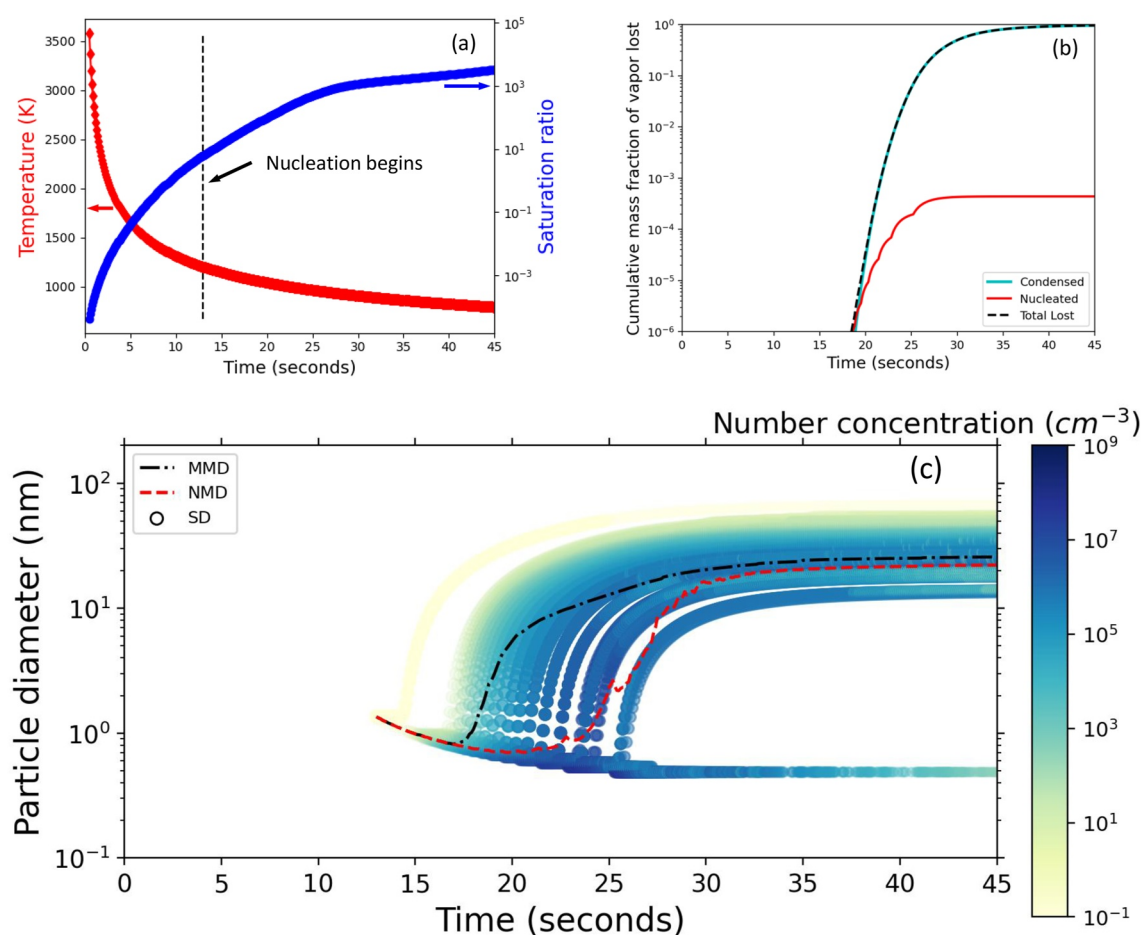 (a)
3500
3000
2500
2000
1500
1000
Temperature (K)
10^5
10^3
10^1
10^-1
10^-3
Saturation ratio
Nucleation begins
0 5 10 15 20 25 30 35 40 45
Time (seconds)
(b)
10^0
10^-1
10^-2
10^-3
10^-4
10^-5
10^-6
Cumulative mass fraction of vapor lost
Condensed
Nucleated
Total Lost
0 5 10 15 20 25 30 35 40 45
Time (seconds)
Number concentration (cm^-3)
(c)
MMD
NMD
SD
10^2
10^1
10^0
10^-1
Particle diameter (nm)
0 5 10 15 20 25 30 35 40 45
Time (seconds)
10^9
10^7
10^5
10^3
10^1
10^-1